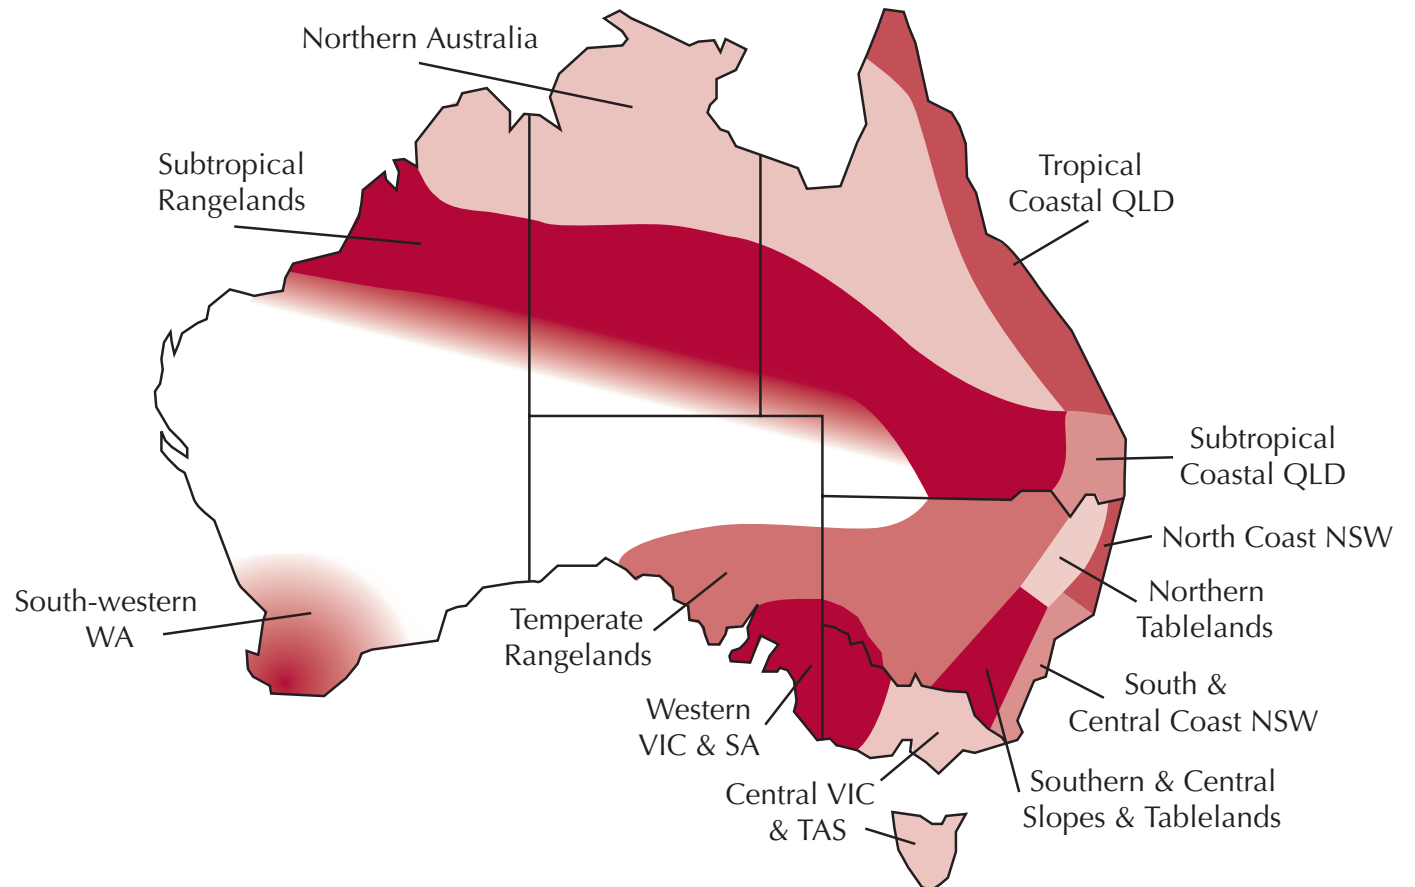 Northern Australia
Subtropical
Rangelands
Tropical
Coastal QLD
Subtropical
Coastal QLD
North Coast NSW
Northern
Tablelands
South-western
WA
Temperate
Rangelands
South &
Central Coast NSW
Western
VIC & SA
Central VIC
& TAS
Southern & Central
Slopes & Tablelands